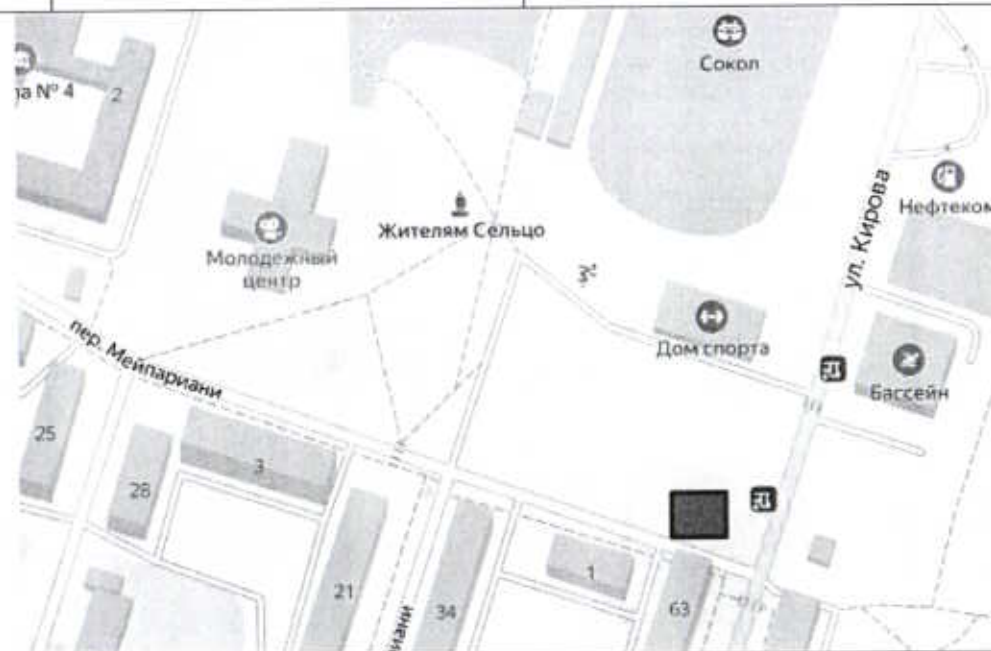 Сокол
№ 4
2
ул. Кирова
Нефтеком
Жителям Сельцо
Молодежный
центр
Дом спорта
Бассейн
пер. Мейпариани
25
28
3
21
34
1
63